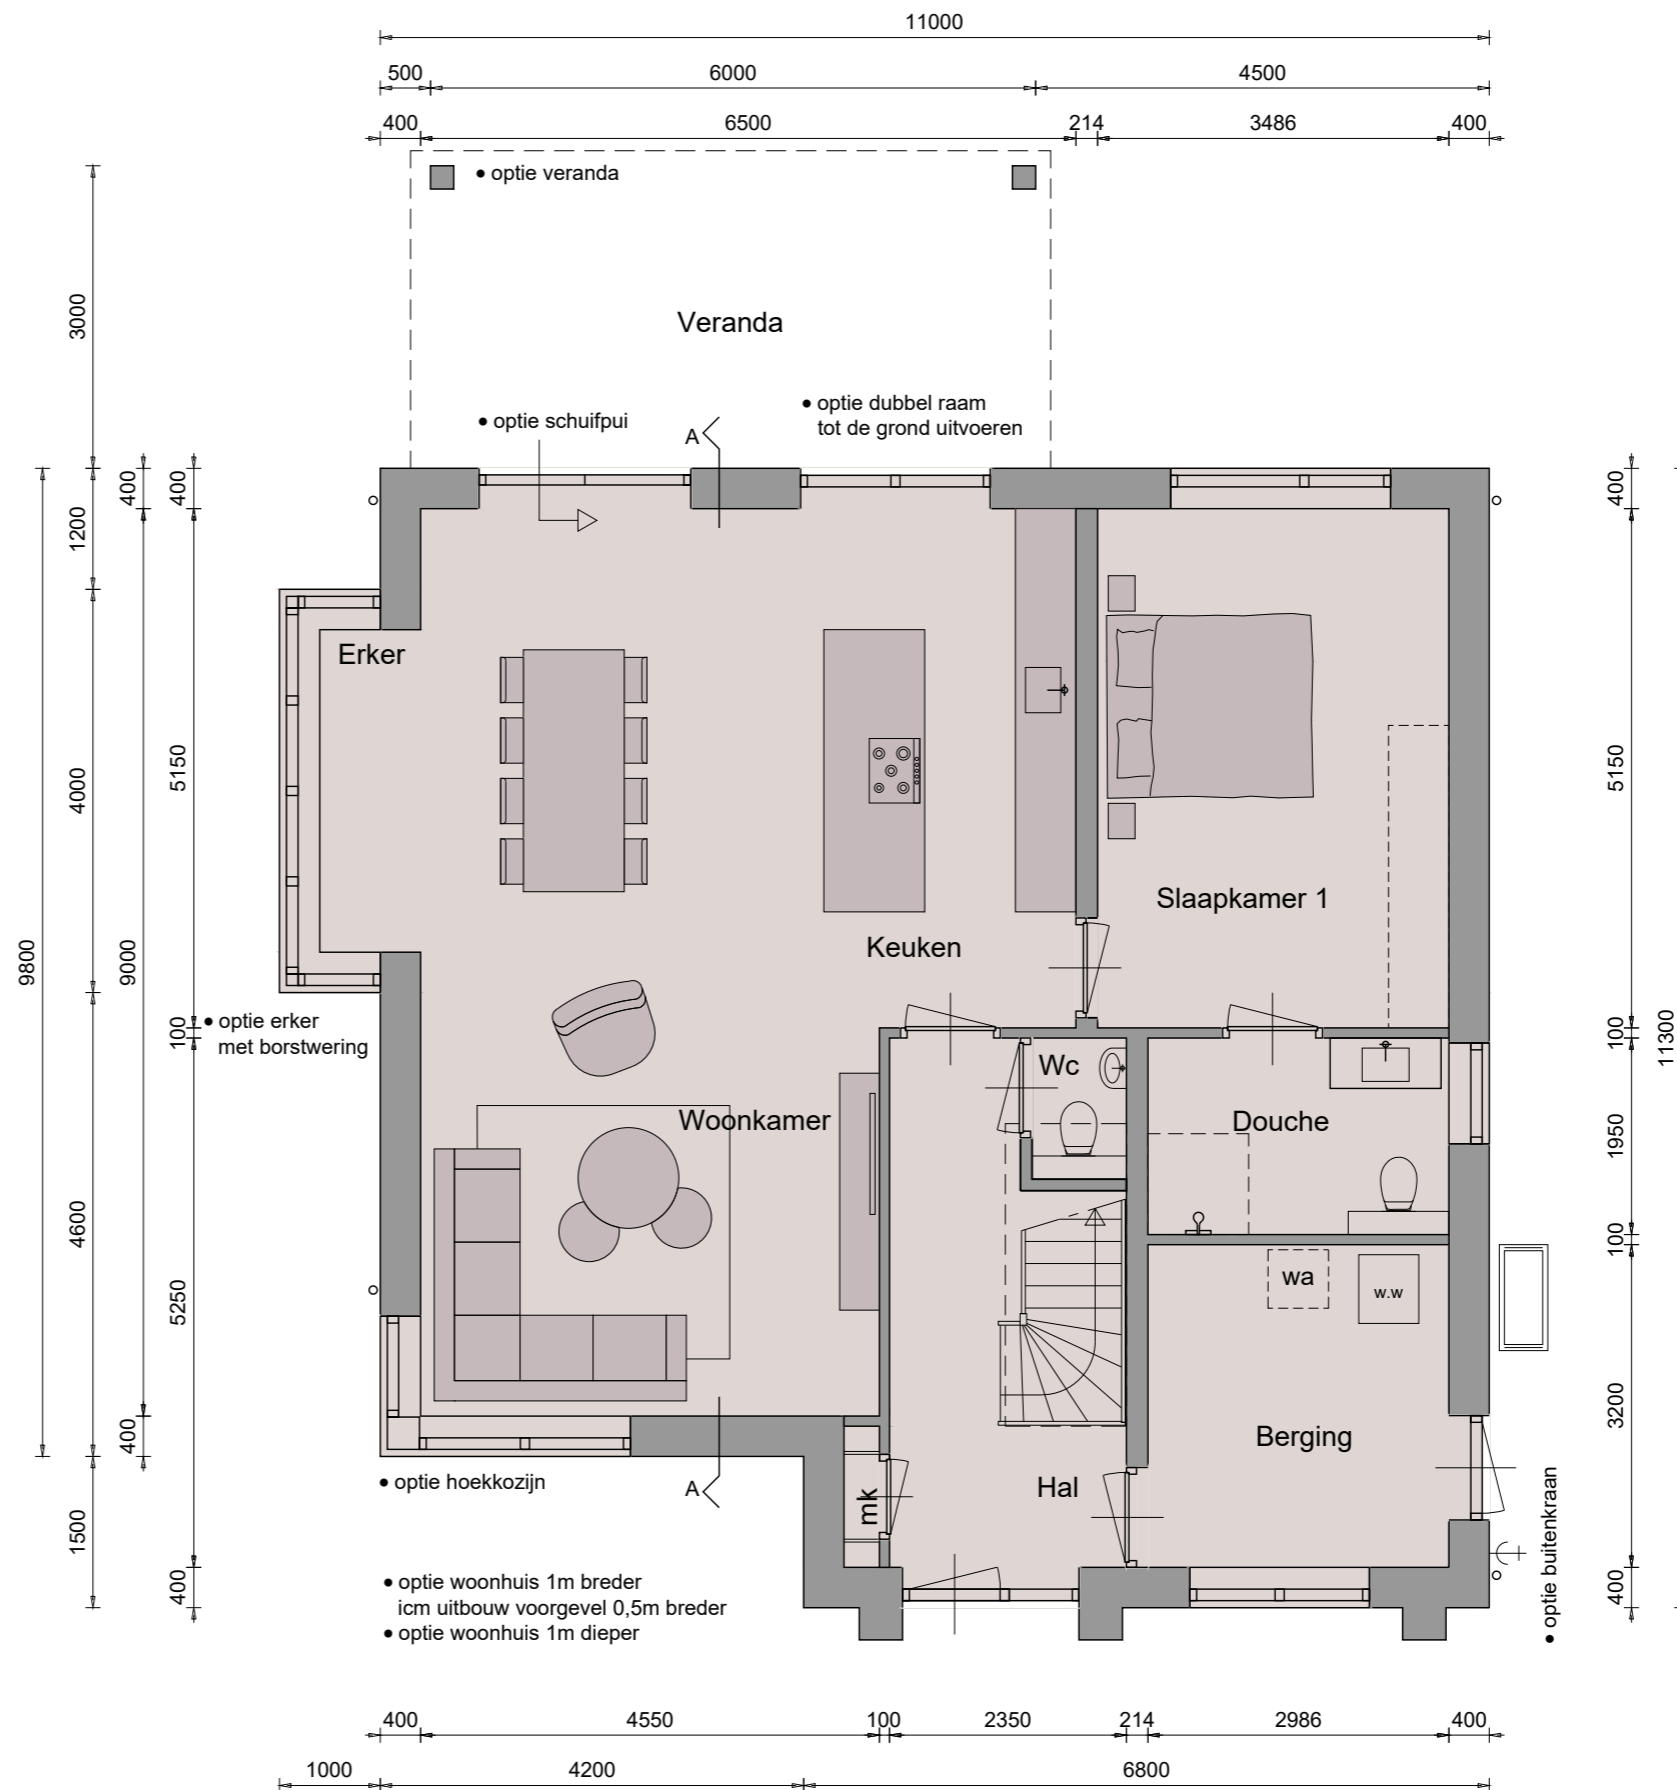 11000
500 6000 4500
400 6500 214 3486 400
• optie veranda
3000
Veranda
• optie schuifpui
• optie dubbel raam
tot de grond uitvoeren
A
400 400 400
1200
Erker
5150 5150
4000
Slaapkamer 1
Keuken
9800 9000
• optie erker
met borstwering
100 100
11300
Wc
Woonkamer
Douche
1950
4600
100
5250
wa
w.w
3200
Berging
400
• optie hoekkozijn
A
mk
Hal
1500
400 400
• optie buitenkraan
• optie woonhuis 1m breder
icm uitbouw voorgevel 0,5m breder
• optie woonhuis 1m dieper
400 4550 100 2350 214 2986 400
1000 4200 6800